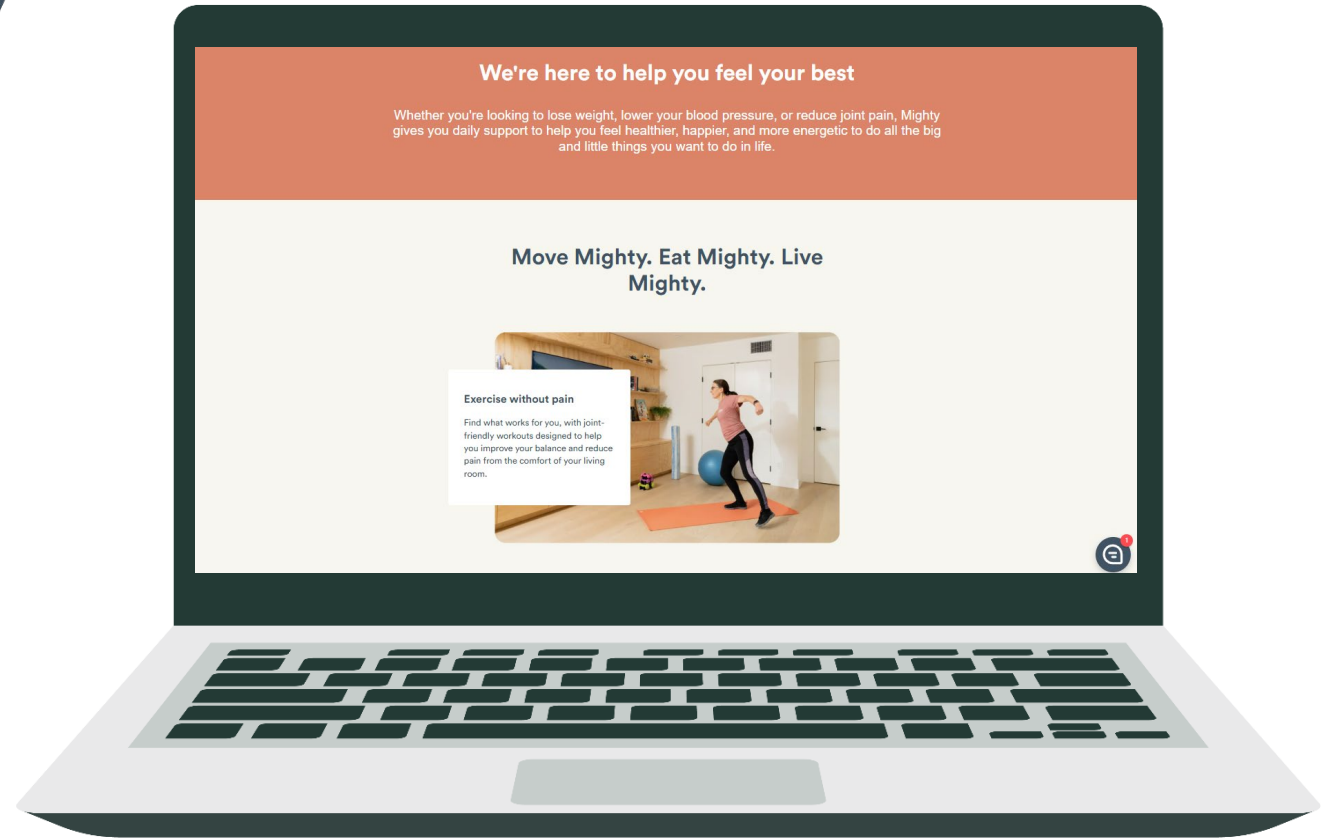 We're here to help you feel your best
Whether you're looking to lose weight, lower your blood pressure, or reduce joint pain, Mighty
gives you daily support to help you feel healthier, happier, and more energetic to do all the big
and little things you want to do in life.
Move Mighty. Eat Mighty. Live
Mighty.
Exercise without pain
Find what works for you, with joint-
friendly workouts designed to help
you improve your balance and reduce
pain from the comfort of your living
room.
1